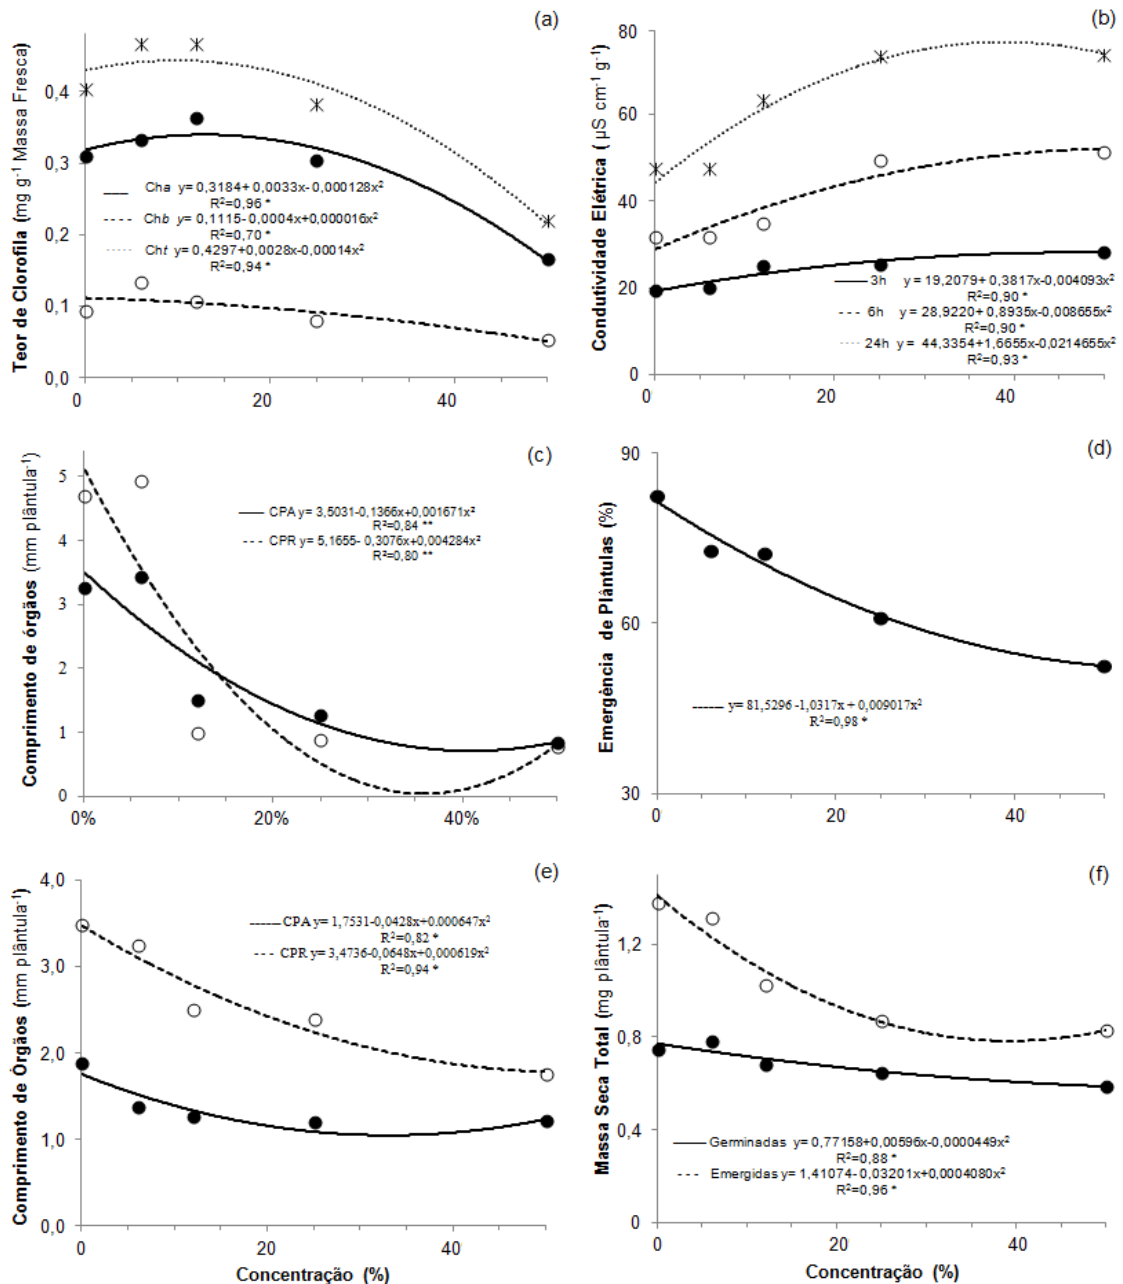 (a)
Teor de Clorofila (mg g⁻¹ Massa Fresca
0,4
0,3
0,2
0,1
0,0
0
20
40
Cha y= 0,3184+ 0,0033x- 0,000128x²
R²=0,96 *
Chb y= 0,1115- 0,0004x+0,000016x²
R²=0,70 *
Cht y= 0,4297+0,0028x-0,00014x²
R²=0,94 *
(b)
Condutividade Elétrica ( µS cm⁻¹ g⁻¹)
80
60
40
20
0
0
20
40
3h y = 19,2079+ 0,3817x-0,004093x²
R²=0,90 *
6h y = 28,9220+ 0,8935x-0,008655x²
R²=0,90 *
24h y = 44,3354+1,6655x-0,0214655x²
R²=0,93 *
(c)
Comprimento de órgãos (mm plântula⁻¹)
5
4
3
2
1
0
0%
20%
40%
CPA y= 3,5031-0,1366x+0,001671x²
R²=0,84 **
CPR y= 5,1655- 0,3076x+0,004284x²
R²=0,80 **
(d)
Emergência de Plântulas (%)
90
60
30
0
20
40
y= 81,5296 -1,0317x + 0,009017x²
R²=0,98 *
(e)
Comprimento de Órgãos (mm plântula⁻¹)
4,0
3,0
2,0
1,0
0,0
0
20
40
Concentração (%)
CPA y= 1,7531-0,0428x+0.000647x²
R²=0,82 *
CPR y= 3,4736-0,0648x+0,000619x²
R²=0,94 *
(f)
Massa Seca Total (mg plântula⁻¹)
1,2
0,8
0,4
0
0
20
40
Concentração (%)
Germinadas y= 0,77158+0,00596x-0,0000449x²
R²=0,88 *
Emergidas y= 1,41074- 0,03201x+0,0004080x²
R²=0,96 *